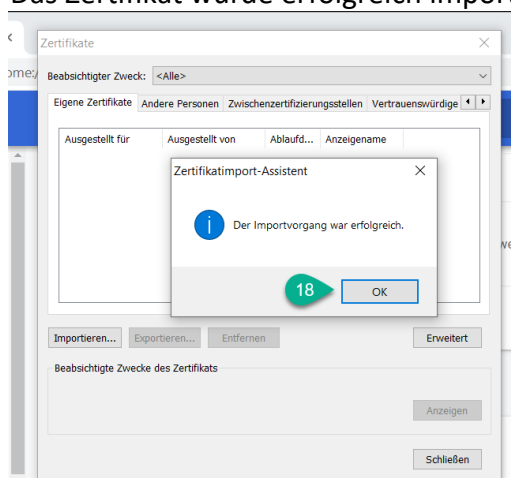 Das Zertifikat wurde erfolgreich import
ome:/
Zertifikate
Beabsichtigter Zweck: <Alle>
Eigene Zertifikate Andere Personen Zwischenzertifizierungsstellen Vertrauenswürdige
Ausgestellt für Ausgestellt von Ablaufd... Anzeigename
Zertifikatimport-Assistent
Der Importvorgang war erfolgreich.
18 OK
Importieren... Exportieren... Entfernen Erweitert
Beabsichtigte Zwecke des Zertifikats
Anzeigen
Schließen